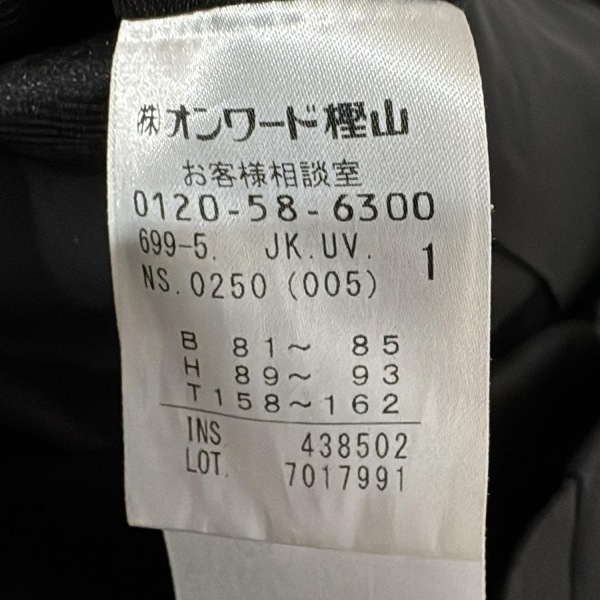 ㈱オンワード樫山
お客様相談室
0120-58-6300
699-5. JK.UV. 1
NS.0250 (005)
B 81～ 85
H 89～ 93
T158～162
INS 438502
LOT. 7017991